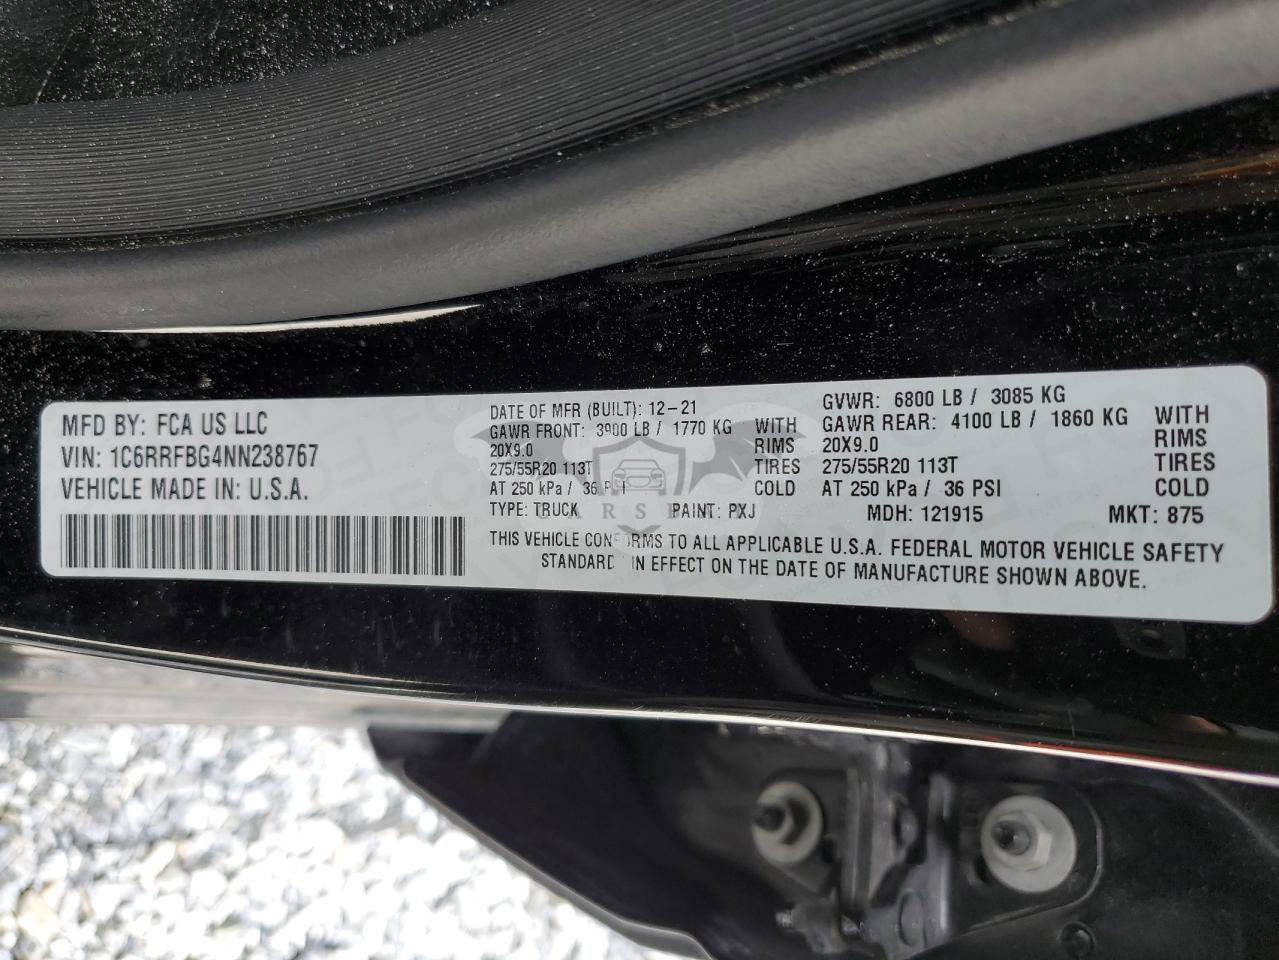 MFD BY: FCA US LLC
VIN: 1C6RRFBG4NN238767
VEHICLE MADE IN: U.S.A.
DATE OF MFR (BUILT): 12-21
GAWR FRONT: 3900 LB / 1770 KG WITH
20X9.0 RIMS
275/55R20 113T TIRES
AT 250 kPa / 36 PSI COLD
GVWR: 6800 LB / 3085 KG
GAWR REAR: 4100 LB / 1860 KG WITH
20X9.0 RIMS
275/55R20 113T TIRES
AT 250 kPa / 36 PSI COLD
TYPE: TRUCK PAINT: PXJ MDH: 121915 MKT: 875
THIS VEHICLE CONFORMS TO ALL APPLICABLE U.S.A. FEDERAL MOTOR VEHICLE SAFETY
STANDARD IN EFFECT ON THE DATE OF MANUFACTURE SHOWN ABOVE.